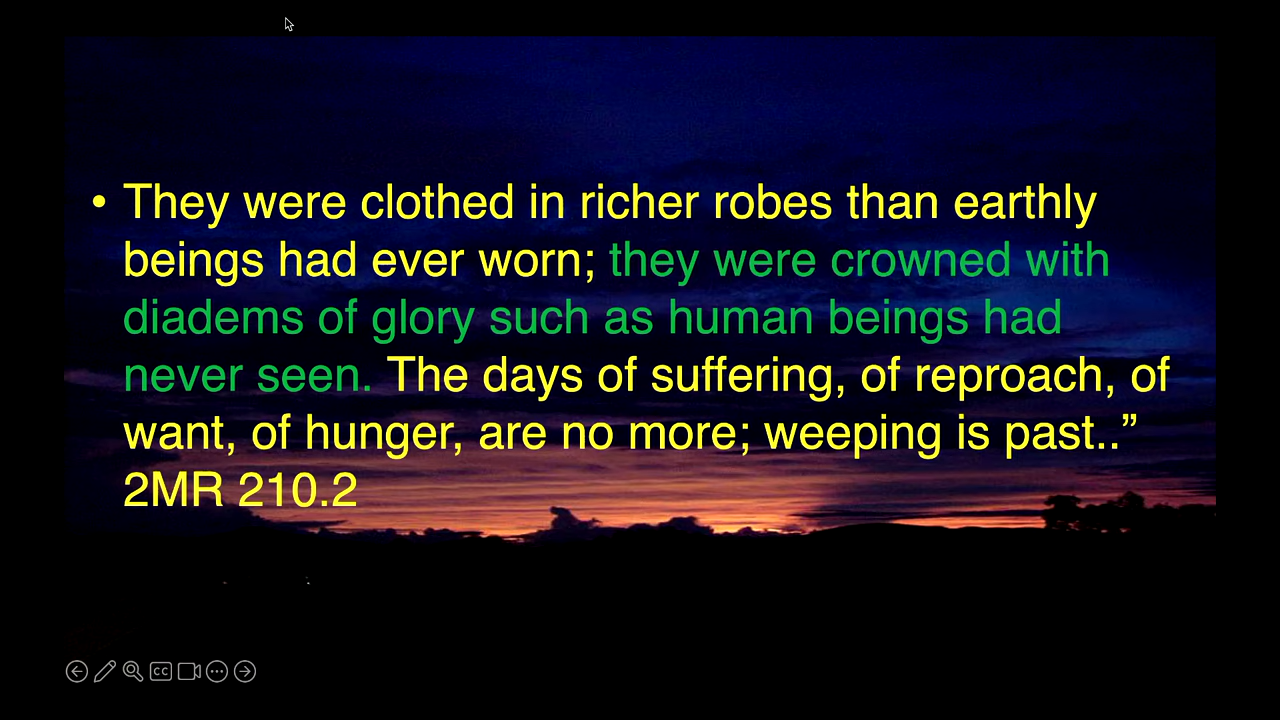 • They were clothed in richer robes than earthly
beings had ever worn; they were crowned with
diadems of glory such as human beings had
never seen. The days of suffering, of reproach, of
want, of hunger, are no more; weeping is past..”
2MR 210.2
CC